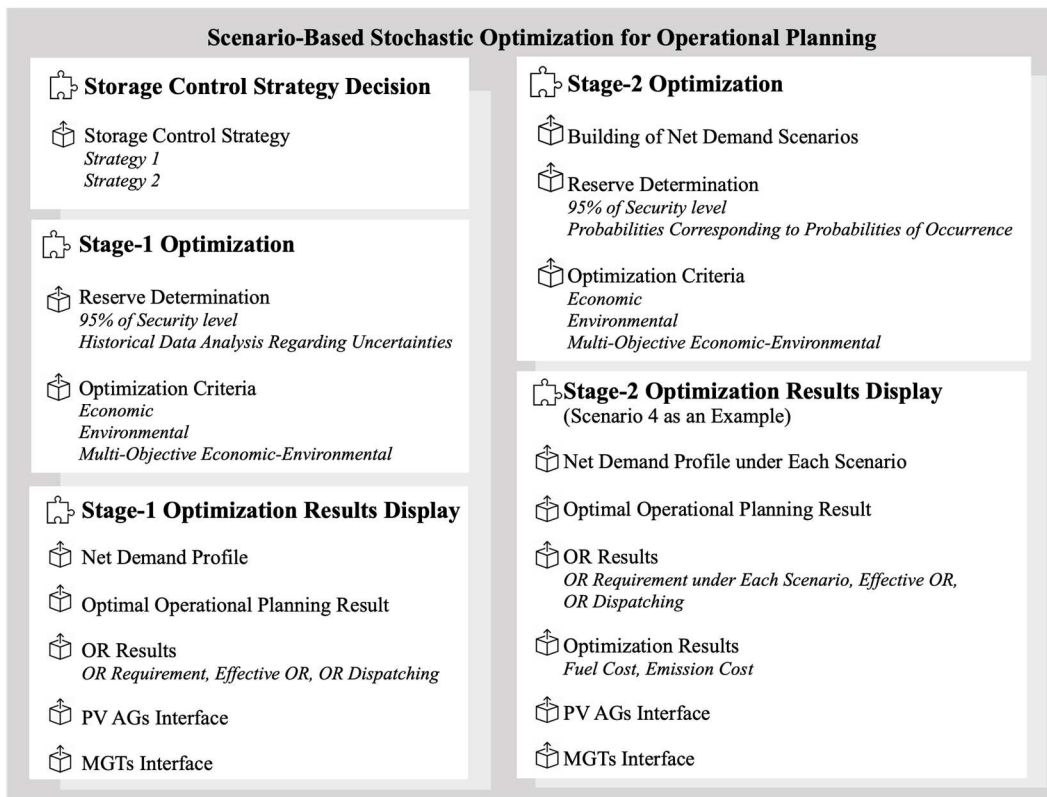 Scenario-Based Stochastic Optimization for Operational Planning
Storage Control Strategy Decision
Storage Control Strategy
Strategy 1
Strategy 2
Stage-1 Optimization
Reserve Determination
95% of Security level
Historical Data Analysis Regarding Uncertainties
Optimization Criteria
Economic
Environmental
Multi-Objective Economic-Environmental
Stage-1 Optimization Results Display
Net Demand Profile
Optimal Operational Planning Result
OR Results
OR Requirement, Effective OR, OR Dispatching
PV AGs Interface
MGTs Interface
Stage-2 Optimization
Building of Net Demand Scenarios
Reserve Determination
95% of Security level
Probabilities Corresponding to Probabilities of Occurrence
Optimization Criteria
Economic
Environmental
Multi-Objective Economic-Environmental
Stage-2 Optimization Results Display
(Scenario 4 as an Example)
Net Demand Profile under Each Scenario
Optimal Operational Planning Result
OR Results
OR Requirement under Each Scenario, Effective OR,
OR Dispatching
Optimization Results
Fuel Cost, Emission Cost
PV AGs Interface
MGTs Interface